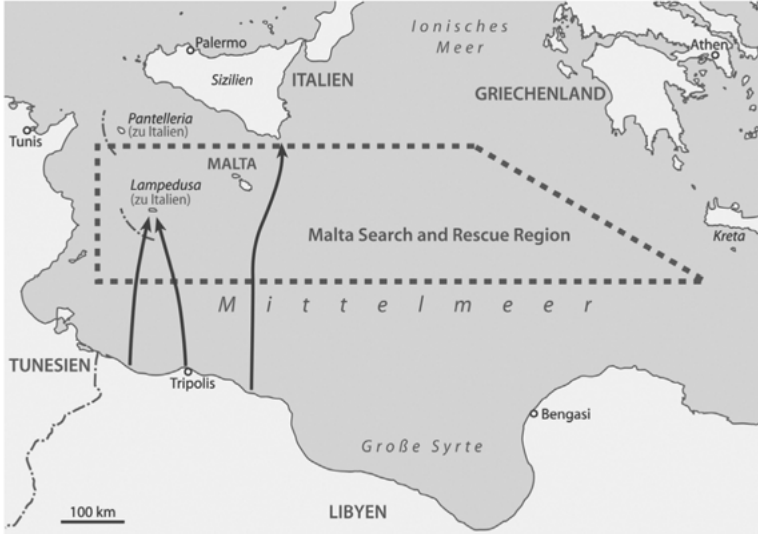 Ionisches
Meer
Palermo
Athen
Sizilien
ITALIEN
GRIECHENLAND
Pantelleria
(zu Italien)
Tunis
MALTA
Lampedusa
(zu Italien)
Malta Search and Rescue Region
Kreta
Mittelmeer
TUNESIEN
Tripolis
Bengasi
Große Syrte
100 km
LIBYEN